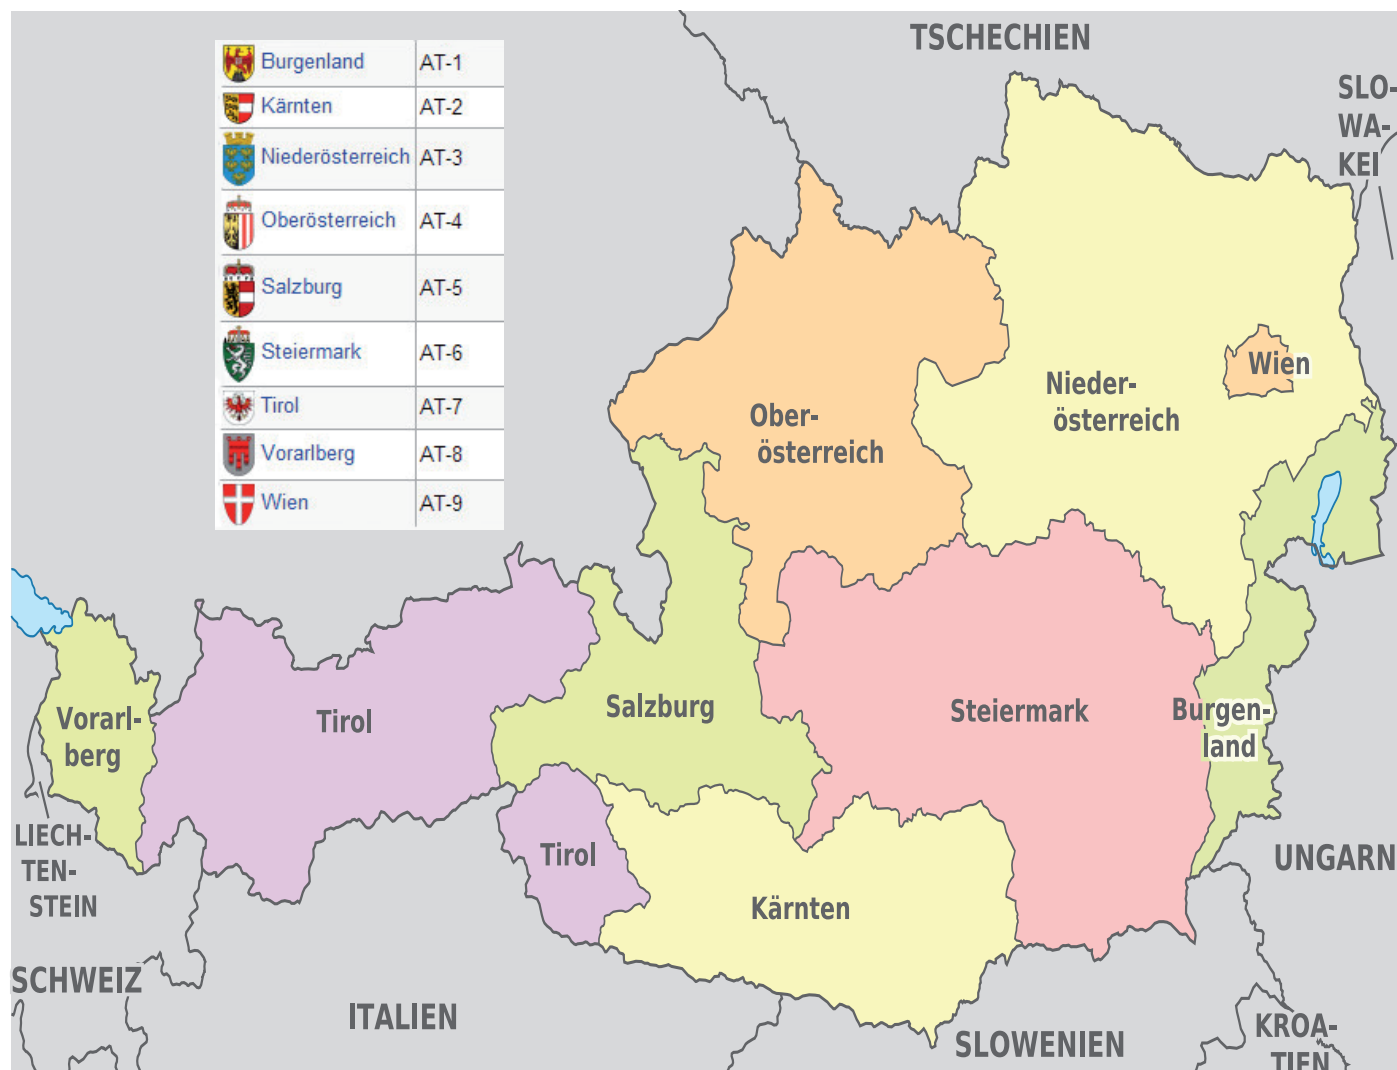 Burgenland AT-1
Kärnten AT-2
Niederösterreich AT-3
Oberösterreich AT-4
Salzburg AT-5
Steiermark AT-6
Tirol AT-7
Vorarlberg AT-8
Wien AT-9
TSCHECHIEN
SLO-
WA-
KEI
Wien
Nieder-
österreich
Ober-
österreich
Vorarl-
berg
Tirol
Salzburg
Steiermark
Burgen-
land
Tirol
Kärnten
LIECH-
TEN-
STEIN
UNGARN
SCHWEIZ
ITALIEN
SLOWENIEN
KROA-
TIEN